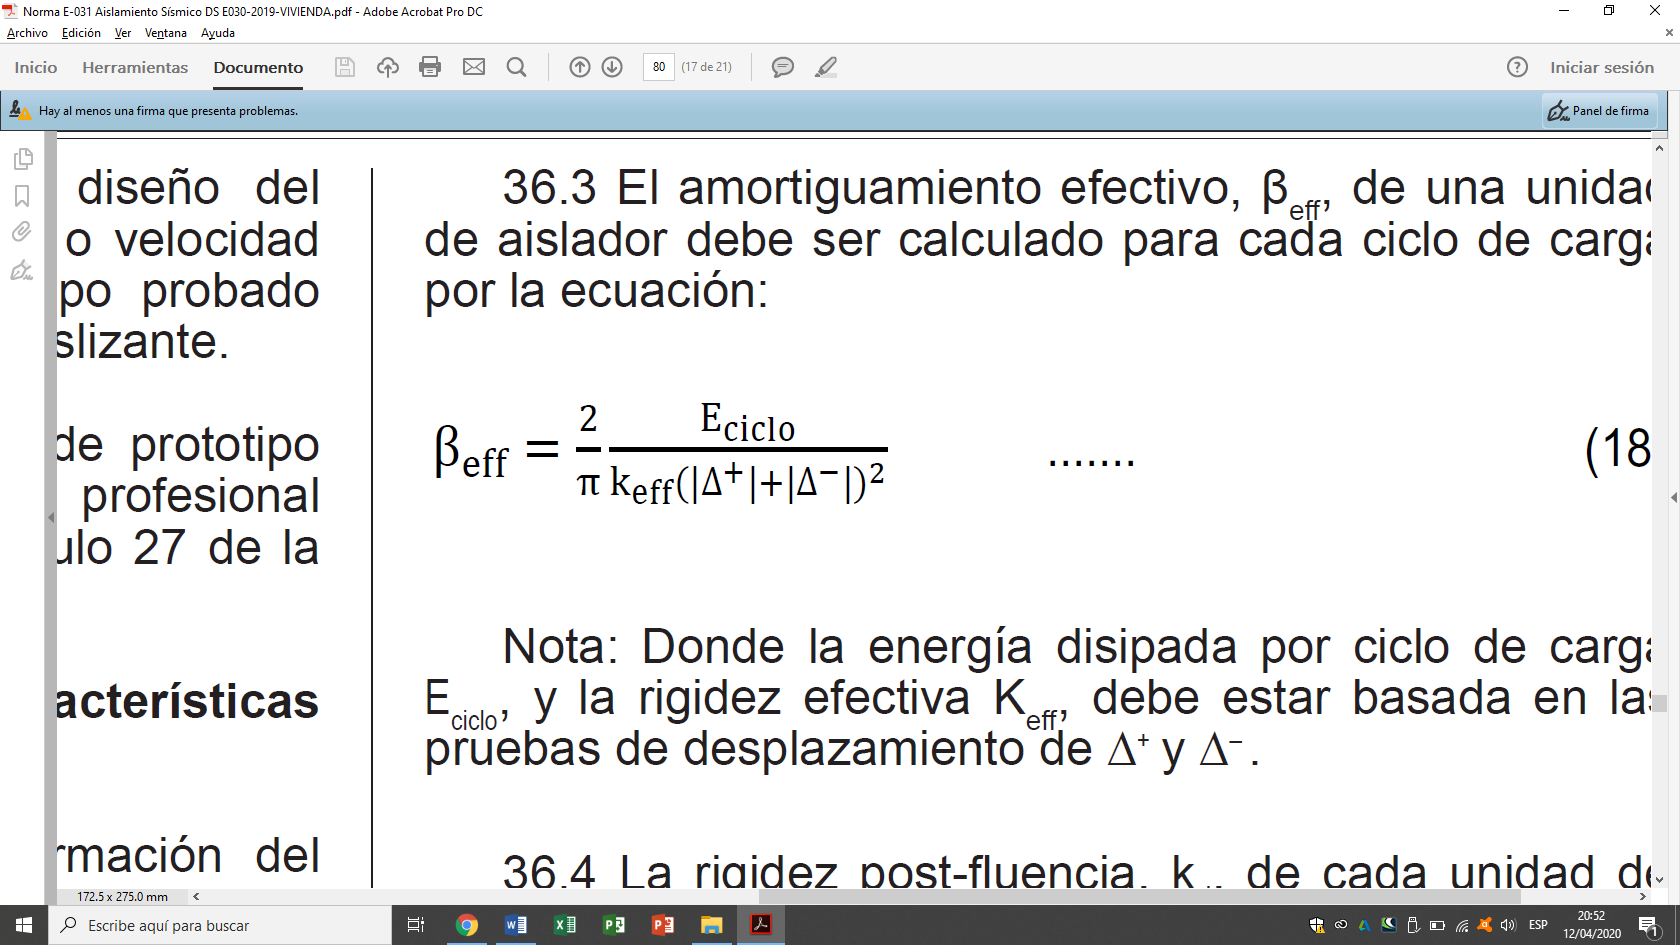 Norma E-031 Aislamiento Sísmico DS E030-2019-VIVIENDA.pdf - Adobe Acrobat Pro DC
Archivo Edición Ver Ventana Ayuda
Inicio Herramientas Documento 80 (17 de 21) Iniciar sesión
Hay al menos una firma que presenta problemas. Panel de firma
diseño del
o velocidad
po probado
slizante.
de prototipo
profesional
ulo 27 de la
acterísticas
rmación del
36.3 El amortiguamiento efectivo, βeff, de una unidad
de aislador debe ser calculado para cada ciclo de carga
por la ecuación:
βeff = 2/π Eciclo/keff(|Δ⁺|+|Δ⁻|)² ....... (18
Nota: Donde la energía disipada por ciclo de carga
Eciclo, y la rigidez efectiva Keff, debe estar basada en las
pruebas de desplazamiento de Δ⁺ y Δ⁻.
36.4 La rigidez post-fluencia, k , de cada unidad de
172.5 x 275.0 mm
Escribe aquí para buscar
ESP
20:52
12/04/2020
1